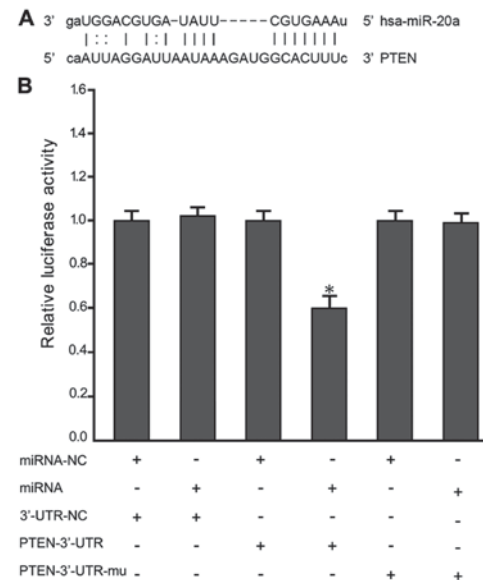 A 3' gaUGGACGUGA-UAUU-----CGUGAAAu 5' hsa-miR-20a
5' caAUUAGGAUUAAUAAAGAUGGCACUUUc 3' PTEN
B
Relative luciferase activity
1.6
1.4
1.2
1.0
0.8
0.6
0.4
0.2
0.0
*
miRNA-NC + - + - + -
miRNA - + - + - +
3'-UTR-NC + + - - - -
PTEN-3'-UTR - - + + - -
PTEN-3'-UTR-mu - - - - + +